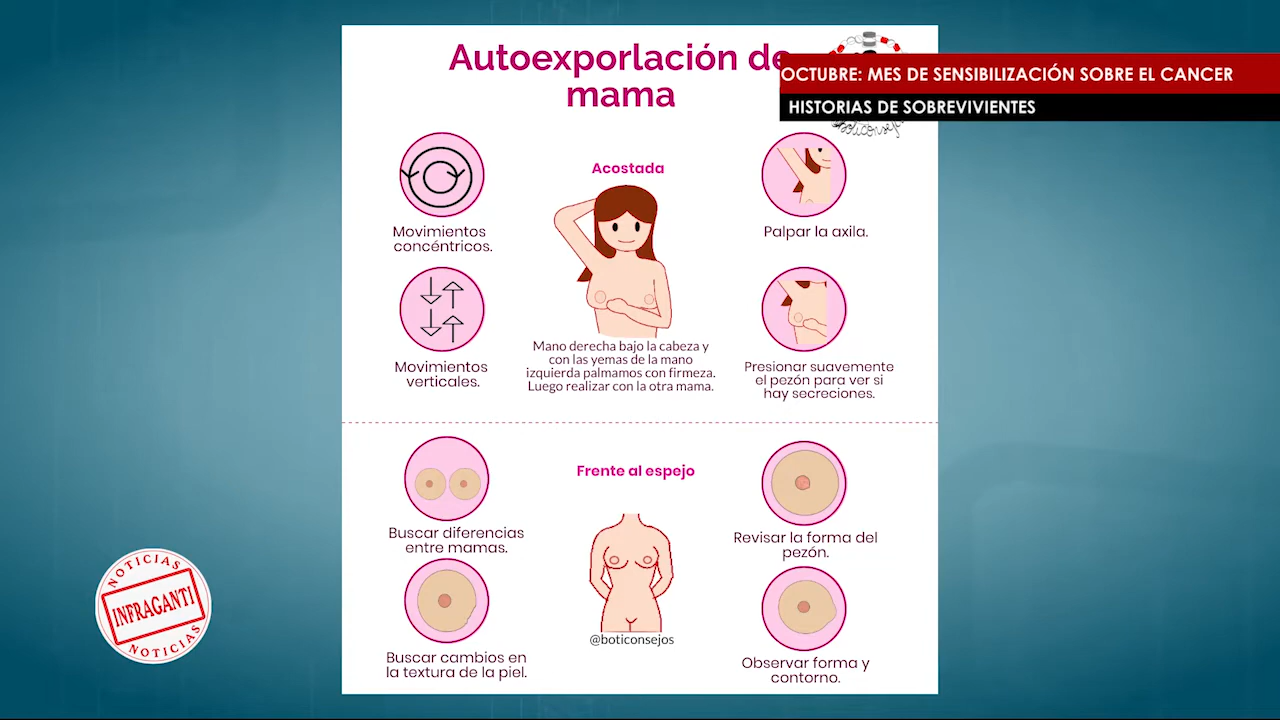 Autoexporlación de
mama
OCTUBRE: MES DE SENSIBILIZACIÓN SOBRE EL CANCER
HISTORIAS DE SOBREVIVIENTES
Acostada
Movimientos
concéntricos.
Palpar la axila.
Movimientos
verticales.
Mano derecha bajo la cabeza y
con las yemas de la mano
izquierda palmamos con firmeza.
Luego realizar con la otra mama.
Presionar suavemente
el pezón para ver si
hay secreciones.
Frente al espejo
Buscar diferencias
entre mamas.
Revisar la forma del
pezón.
Buscar cambios en
la textura de la piel.
@boticonsejos
Observar forma y
contorno.
NOTICIAS
INFRAGANTI
NOTICIAS